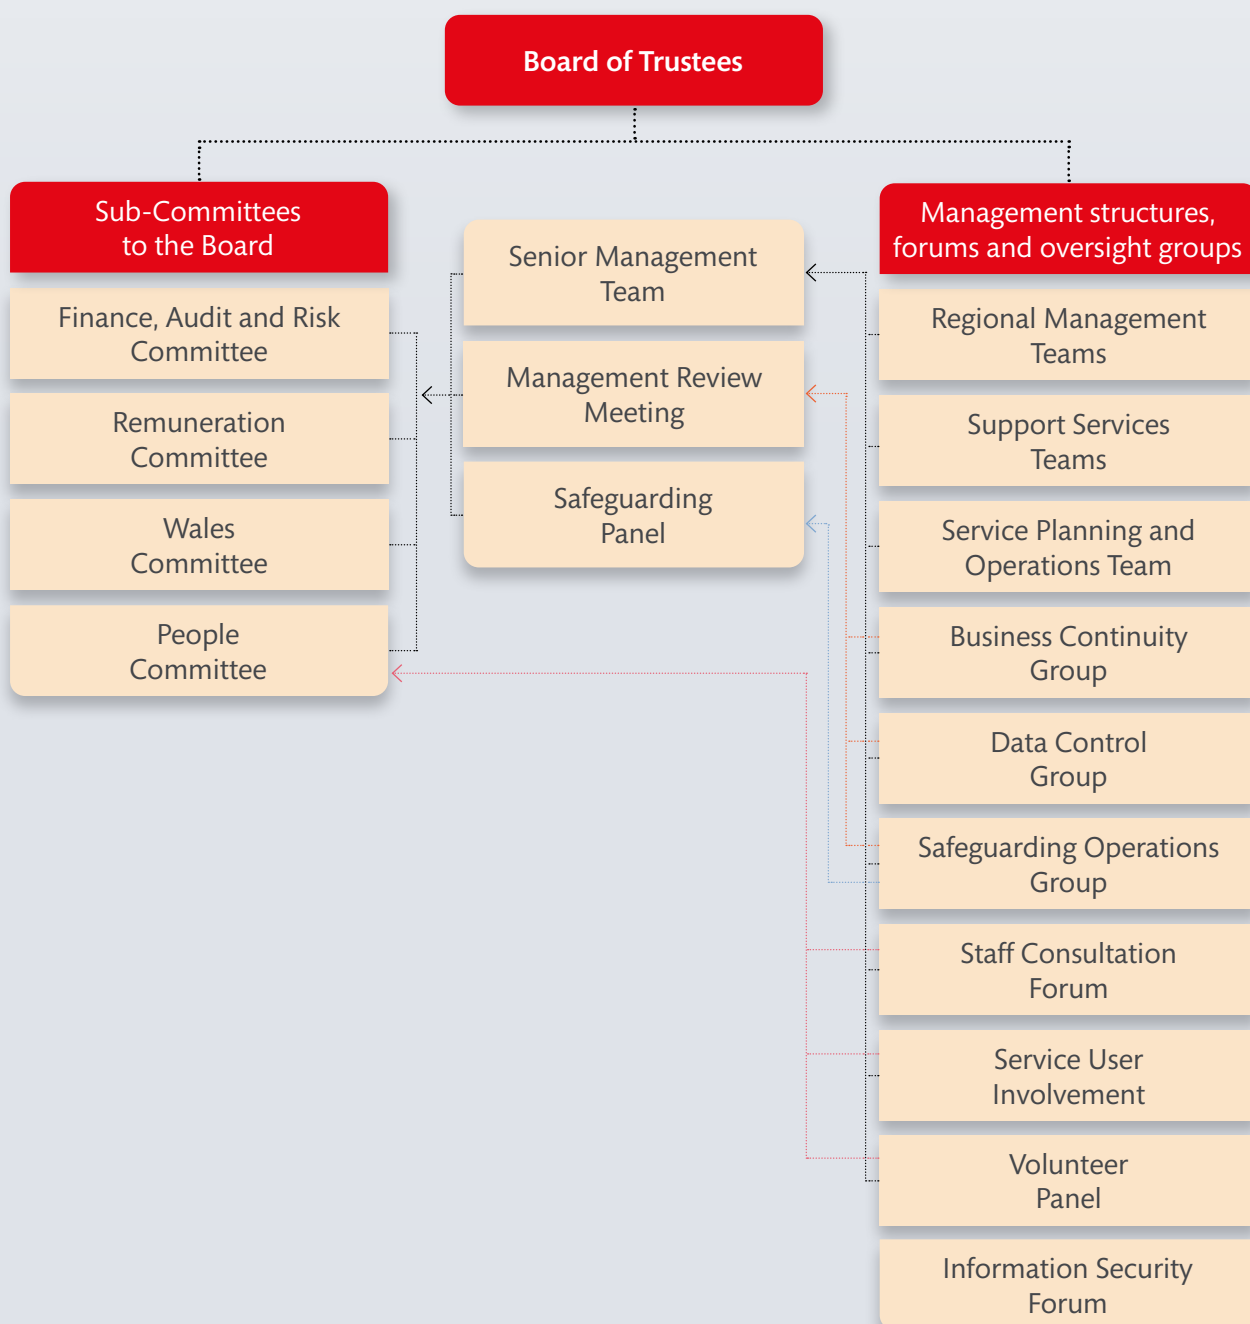 Board of Trustees
Sub-Committees
to the Board
Finance, Audit and Risk
Committee
Remuneration
Committee
Wales
Committee
People
Committee
Senior Management
Team
Management Review
Meeting
Safeguarding
Panel
Management structures,
forums and oversight groups
Regional Management
Teams
Support Services
Teams
Service Planning and
Operations Team
Business Continuity
Group
Data Control
Group
Safeguarding Operations
Group
Staff Consultation
Forum
Service User
Involvement
Volunteer
Panel
Information Security
Forum